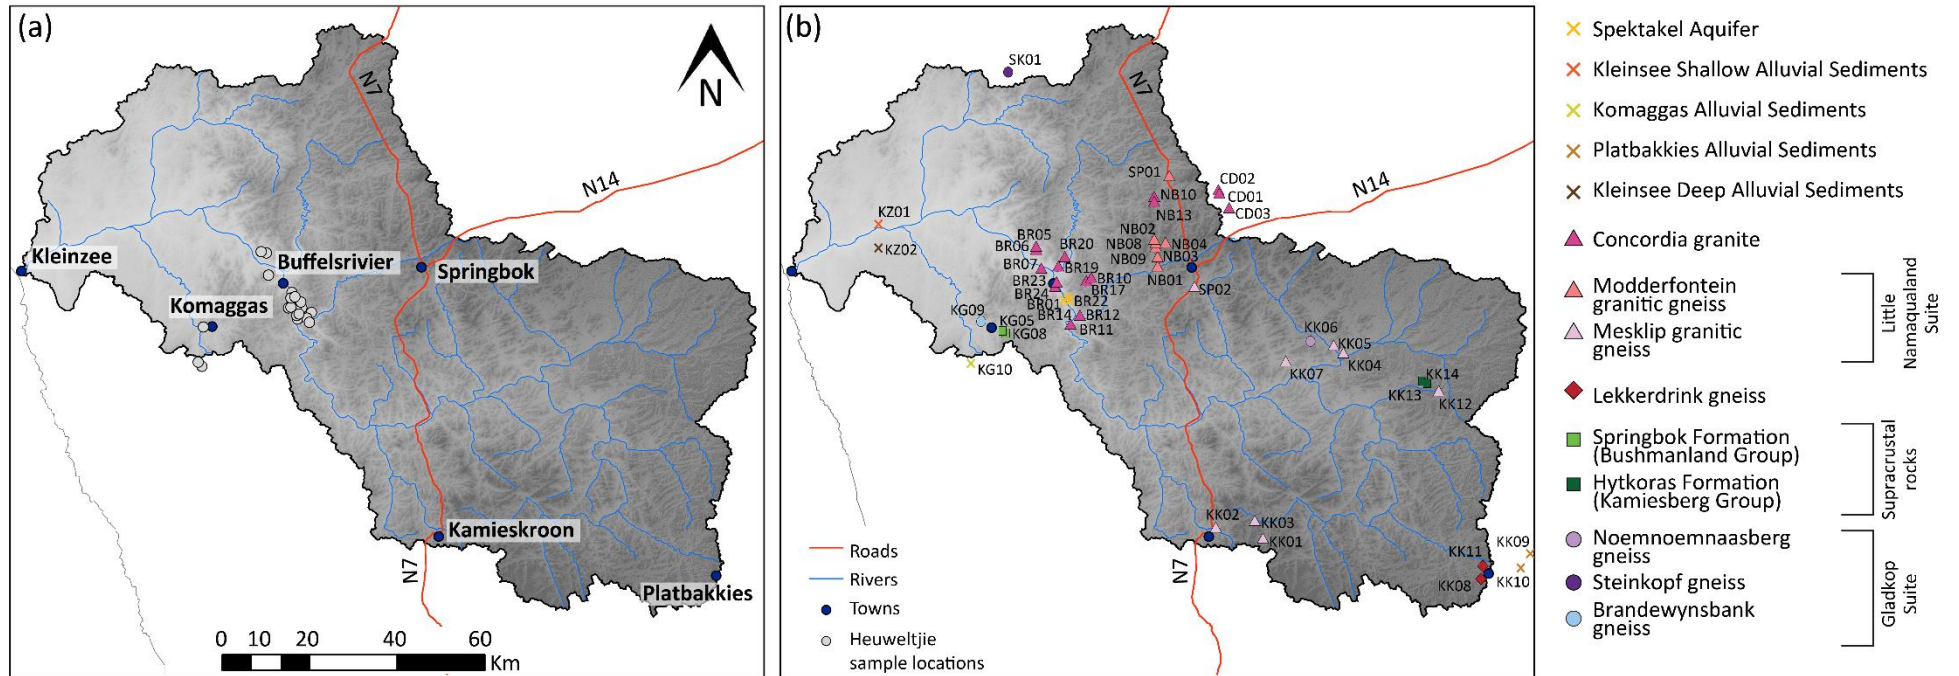 (a)
N7
N
N14
Kleinzee
Buffelsrivier
Springbok
Komaggas
Kamieskroon
N7
Platbakkies
0 10 20 40 60
Km
(b)
SK01
N7
N14
SP01
CD02
CD01
CD03
NB10
NB13
KZ01
KZ02
NB02
NB08
NB04
NB09
NB03
NB01
BR05
BR06
BR20
BR07
BR19
BR23
BR10
BR24
BR17
BR01
BR22
BR14
BR12
BR11
SP02
KG09
KG05
KG08
KG10
KK06
KK05
KK04
KK07
KK14
KK13
KK12
KK02
KK03
KK01
KK09
KK11
KK08
KK10
N7
Roads
Rivers
Towns
Heuweltjie
sample locations
Spektakel Aquifer
Kleinsee Shallow Alluvial Sediments
Komaggas Alluvial Sediments
Platbakkies Alluvial Sediments
Kleinsee Deep Alluvial Sediments
Concordia granite
Modderfontein
granitic gneiss
Mesklip granitic
gneiss
Little
Namaqualand
Suite
Lekkerdrink gneiss
Springbok Formation
(Bushmanland Group)
Hytkoras Formation
(Kamiesberg Group)
Supracrustal
rocks
Noemnoemnaasberg
gneiss
Steinkopf gneiss
Brandewynsbank
gneiss
Gladkop
Suite